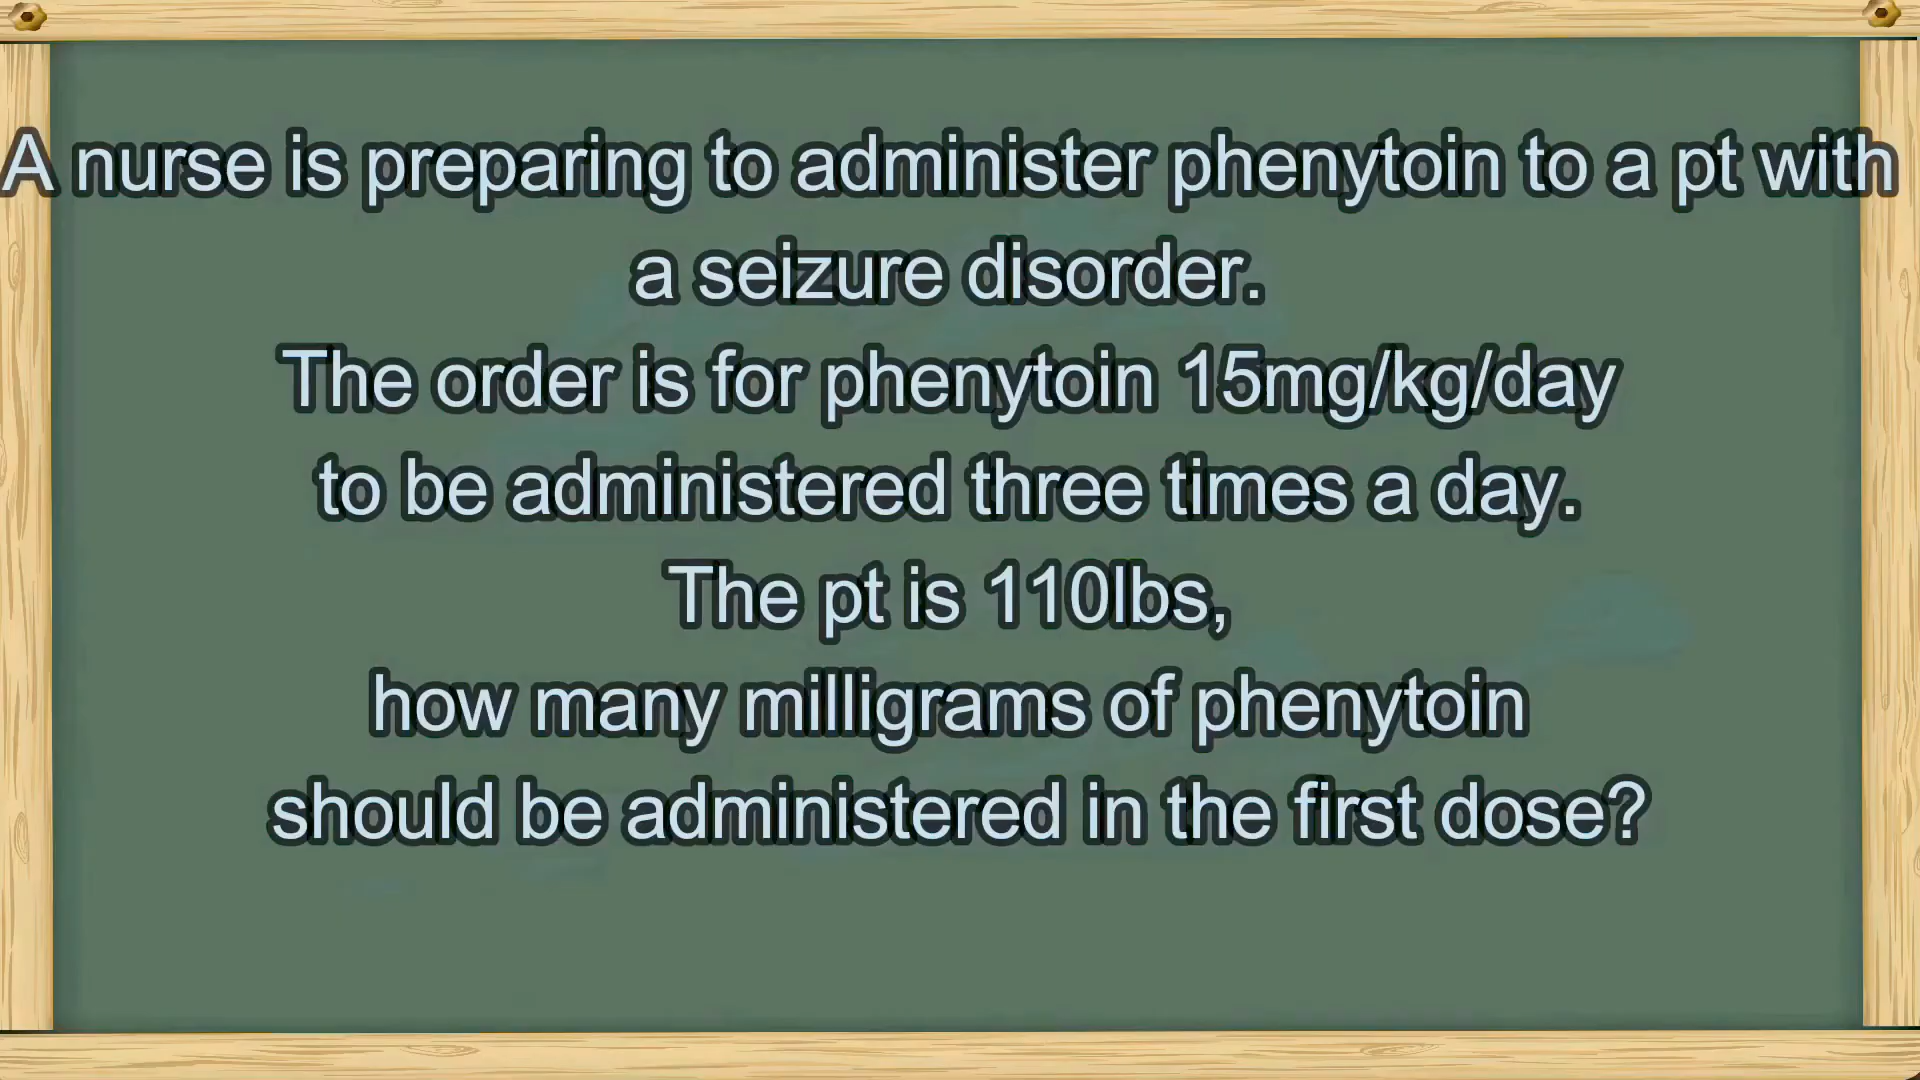 A nurse is preparing to administer phenytoin to a pt with
a seizure disorder.
The order is for phenytoin 15mg/kg/day
to be administered three times a day.
The pt is 110lbs,
how many milligrams of phenytoin
should be administered in the first dose?